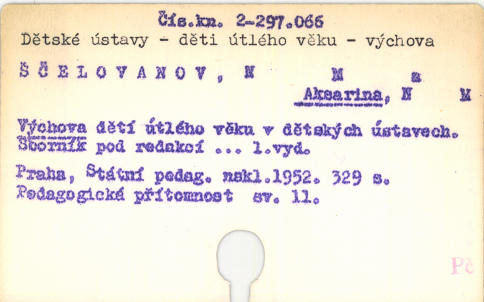 Čís.kn. 2-297.066
Dětské ústavy - děti útlého věku - výchova
ŠČELOVANOV, N M a
Aksarina, N M
Výchova dětí útlého věku v dětských ústavech.
Sborník pod redakcí ... 1.vyd.
Praha, Státní pedag. nakl.1952. 329 s.
Pedagogická přítomnost sv. 11.
Pč